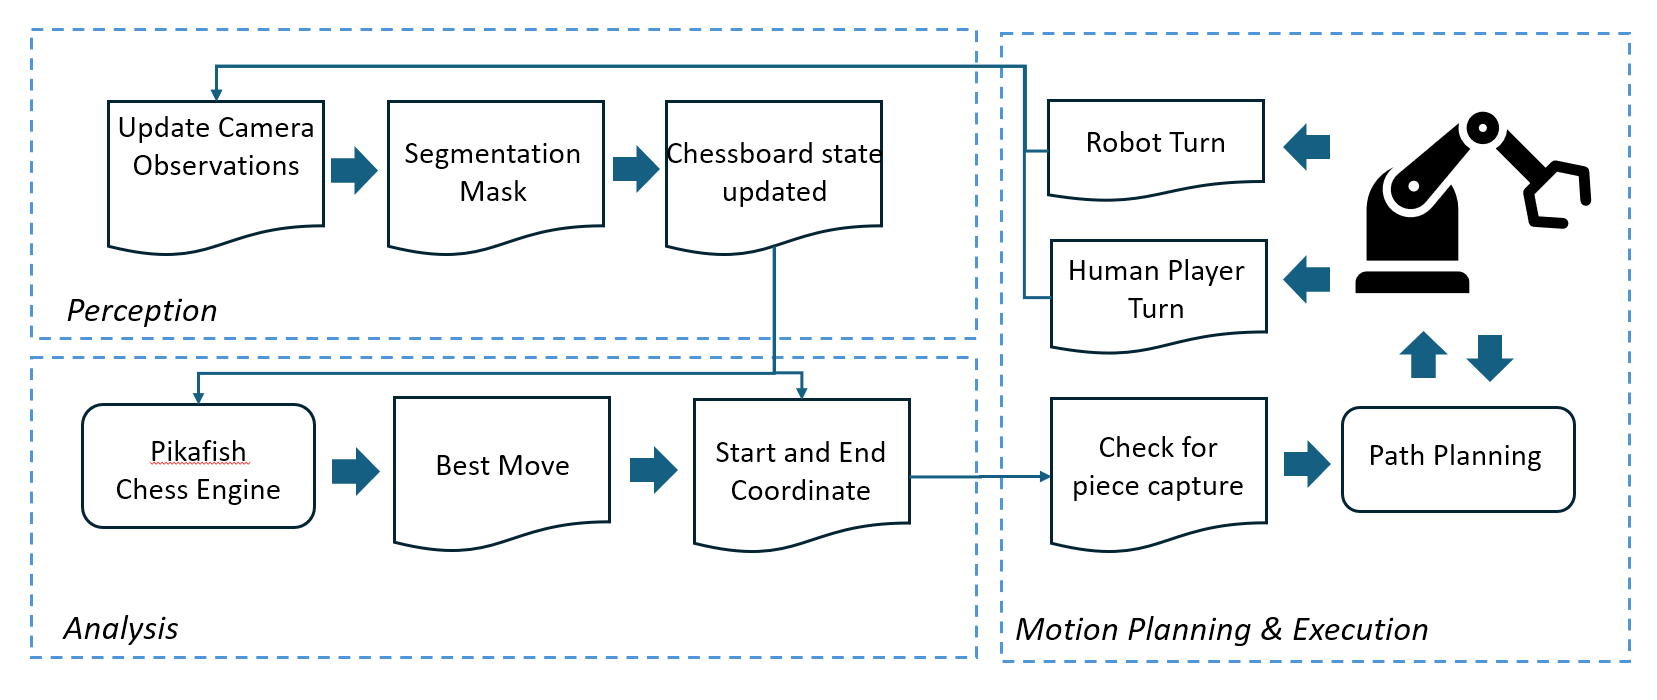 Update Camera
Observations
Segmentation
Mask
Chessboard state
updated
Perception
Pikafish
Chess Engine
Best Move
Start and End
Coordinate
Analysis
Robot Turn
Human Player
Turn
Check for
piece capture
Path Planning
Motion Planning & Execution